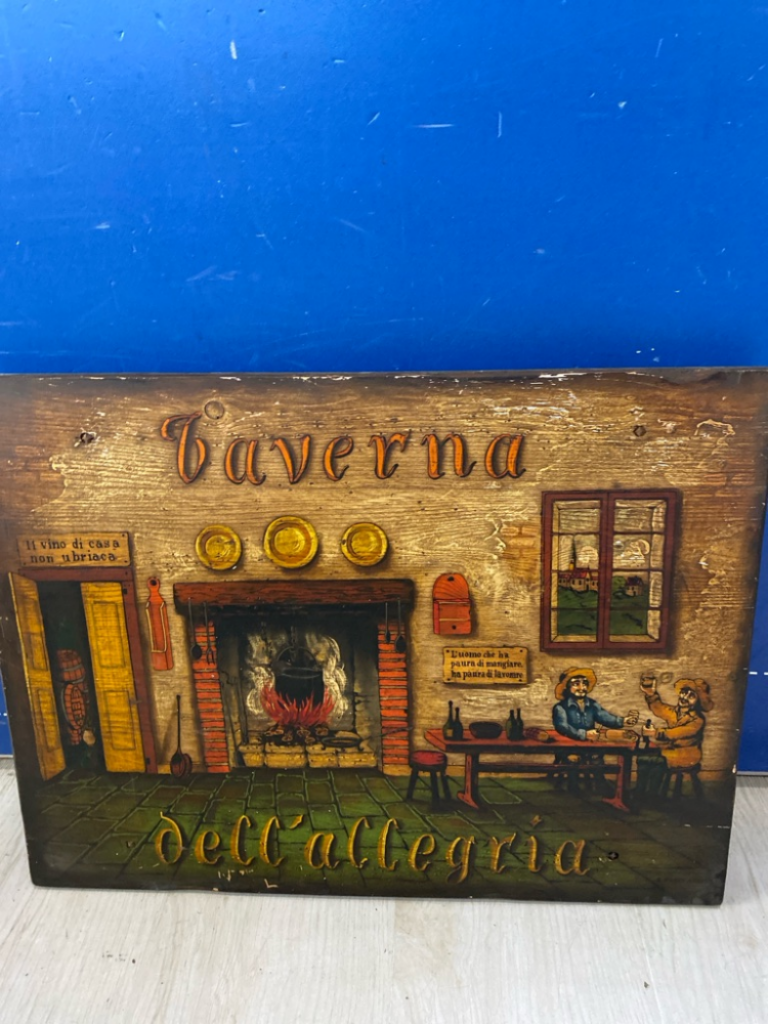 Taverna
Il vino di casa
non ubriaca
L'uomo che ha
paura di mangiare,
ha paura di lavorare
dell'allegria